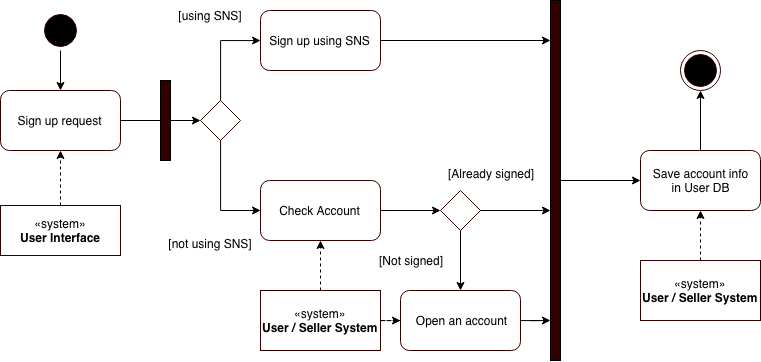 [using SNS]
Sign up using SNS
Sign up request
[Already signed]
Save account info
in User DB
Check Account
«system»
User Interface
[not using SNS]
[Not signed]
«system»
User / Seller System
«system»
User / Seller System
Open an account